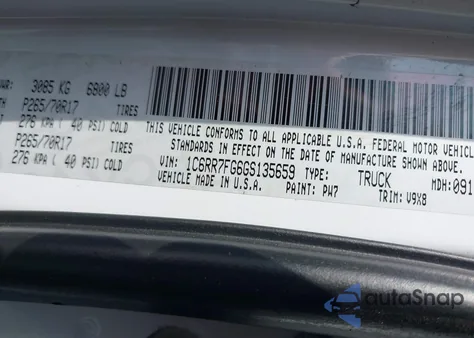 3085 KG 6800 LB
P265/70R17 TIRES
276 KPA ( 40 PSI) COLD
P265/70R17 TIRES
276 KPA ( 40 PSI) COLD
THIS VEHICLE CONFORMS TO ALL APPLICABLE U.S.A. FEDERAL MOTOR VEHICLE
STANDARDS IN EFFECT ON THE DATE OF MANUFACTURE SHOWN ABOVE.
VIN: 1C6RR7FG6GS135659 TYPE: TRUCK
VEHICLE MADE IN U.S.A. PAINT: PW7 MDH:091
TRIM: V9X8
autoSnap